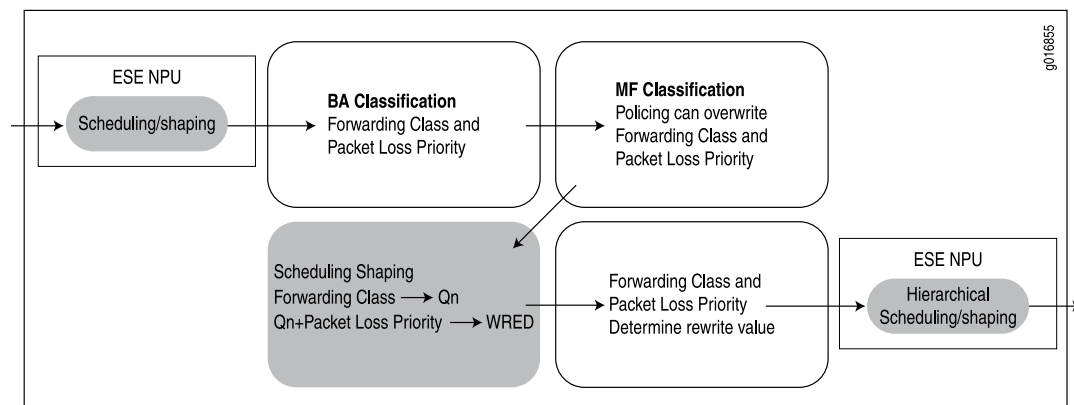 g016855
ESE NPU
Scheduling/shaping
BA Classification
Forwarding Class and
Packet Loss Priority
MF Classification
Policing can overwrite
Forwarding Class and
Packet Loss Priority
Scheduling Shaping
Forwarding Class → Qn
Qn+Packet Loss Priority → WRED
Forwarding Class and
Packet Loss Priority
Determine rewrite value
ESE NPU
Hierarchical
Scheduling/shaping